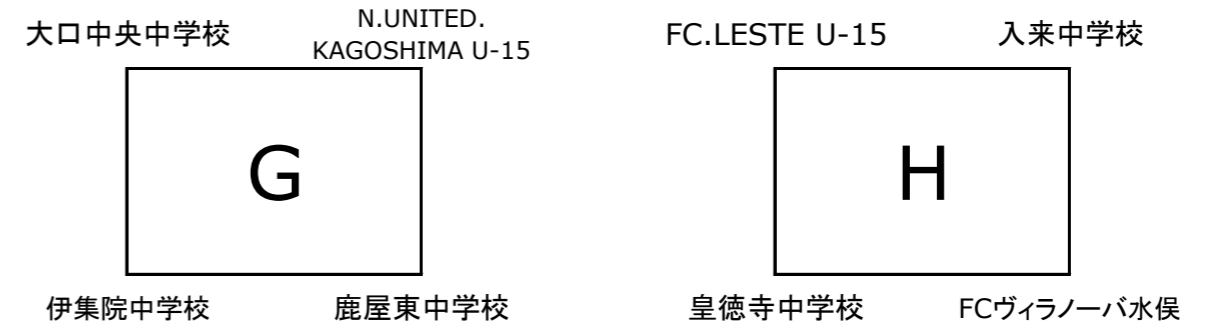 大口中央中学校
N.UNITED.
KAGOSHIMA U-15
FC.LESTE U-15
入来中学校
G
H
伊集院中学校
鹿屋東中学校
皇徳寺中学校
FCヴィラノーバ水俣